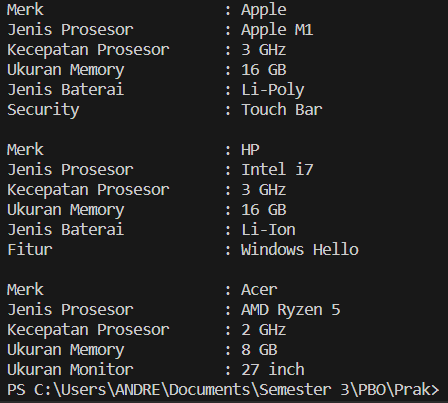 Merk : Apple
Jenis Prosesor : Apple M1
Kecepatan Prosesor : 3 GHz
Ukuran Memory : 16 GB
Jenis Baterai : Li-Poly
Security : Touch Bar
Merk : HP
Jenis Prosesor : Intel i7
Kecepatan Prosesor : 3 GHz
Ukuran Memory : 16 GB
Jenis Baterai : Li-Ion
Fitur : Windows Hello
Merk : Acer
Jenis Prosesor : AMD Ryzen 5
Kecepatan Prosesor : 2 GHz
Ukuran Memory : 8 GB
Ukuran Monitor : 27 inch
PS C:\Users\ANDRE\Documents\Semester 3\PBO\Prak>